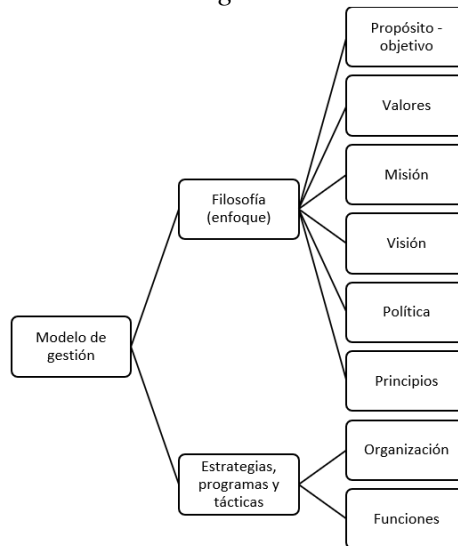 Propósito -
objetivo
Valores
Misión
Filosofía
(enfoque)
Visión
Política
Modelo de
gestión
Principios
Organización
Estrategias,
programas y
tácticas
Funciones